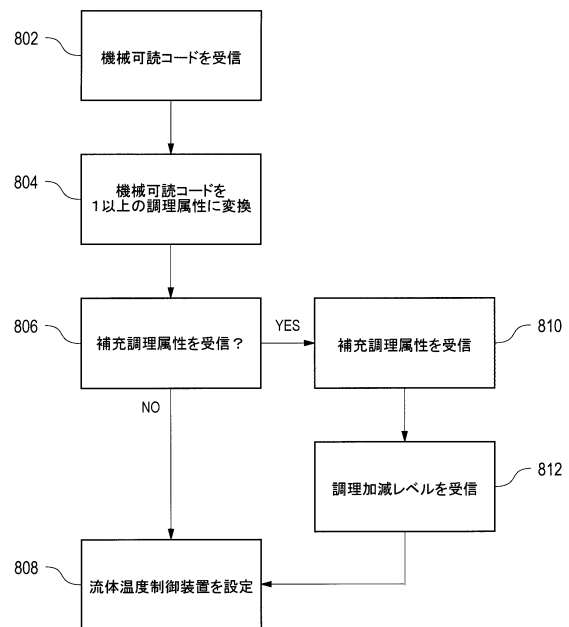 802
機械可読コードを受信
804
機械可読コードを
1以上の調理属性に変換
806
補充調理属性を受信？
YES
補充調理属性を受信
810
NO
調理加減レベルを受信
812
808
流体温度制御装置を設定